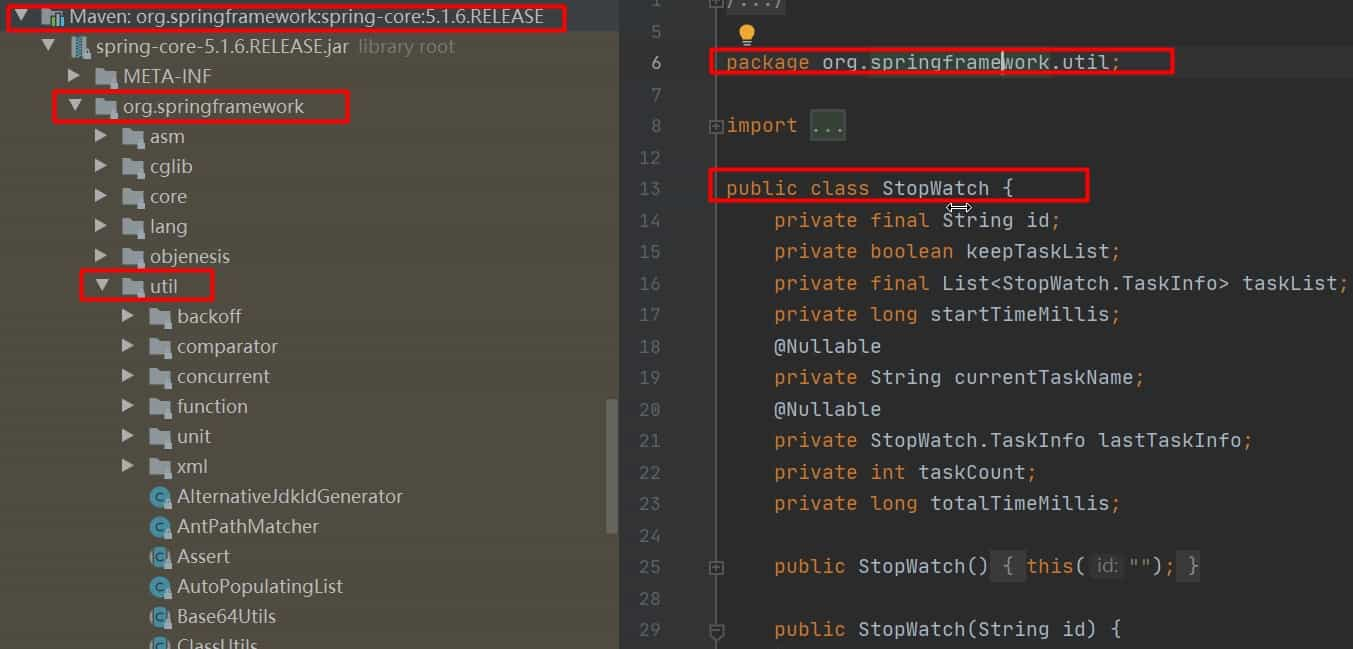 Maven: org.springframework:spring-core:5.1.6.RELEASE
spring-core-5.1.6.RELEASE.jar library root
META-INF
org.springframework
asm
cglib
core
lang
objenesis
util
backoff
comparator
concurrent
function
unit
xml
AlternativeJdkIdGenerator
AntPathMatcher
Assert
AutoPopulatingList
Base64Utils
ClassUtils
1 /.../
5
6 package org.springframework.util;
7
8 import ...
12
13 public class StopWatch {
14 private final String id;
15 private boolean keepTaskList;
16 private final List<StopWatch.TaskInfo> taskList;
17 private long startTimeMillis;
18 @Nullable
19 private String currentTaskName;
20 @Nullable
21 private StopWatch.TaskInfo lastTaskInfo;
22 private int taskCount;
23 private long totalTimeMillis;
24
25 public StopWatch() { this( id: ""); }
28
29 public StopWatch(String id) {